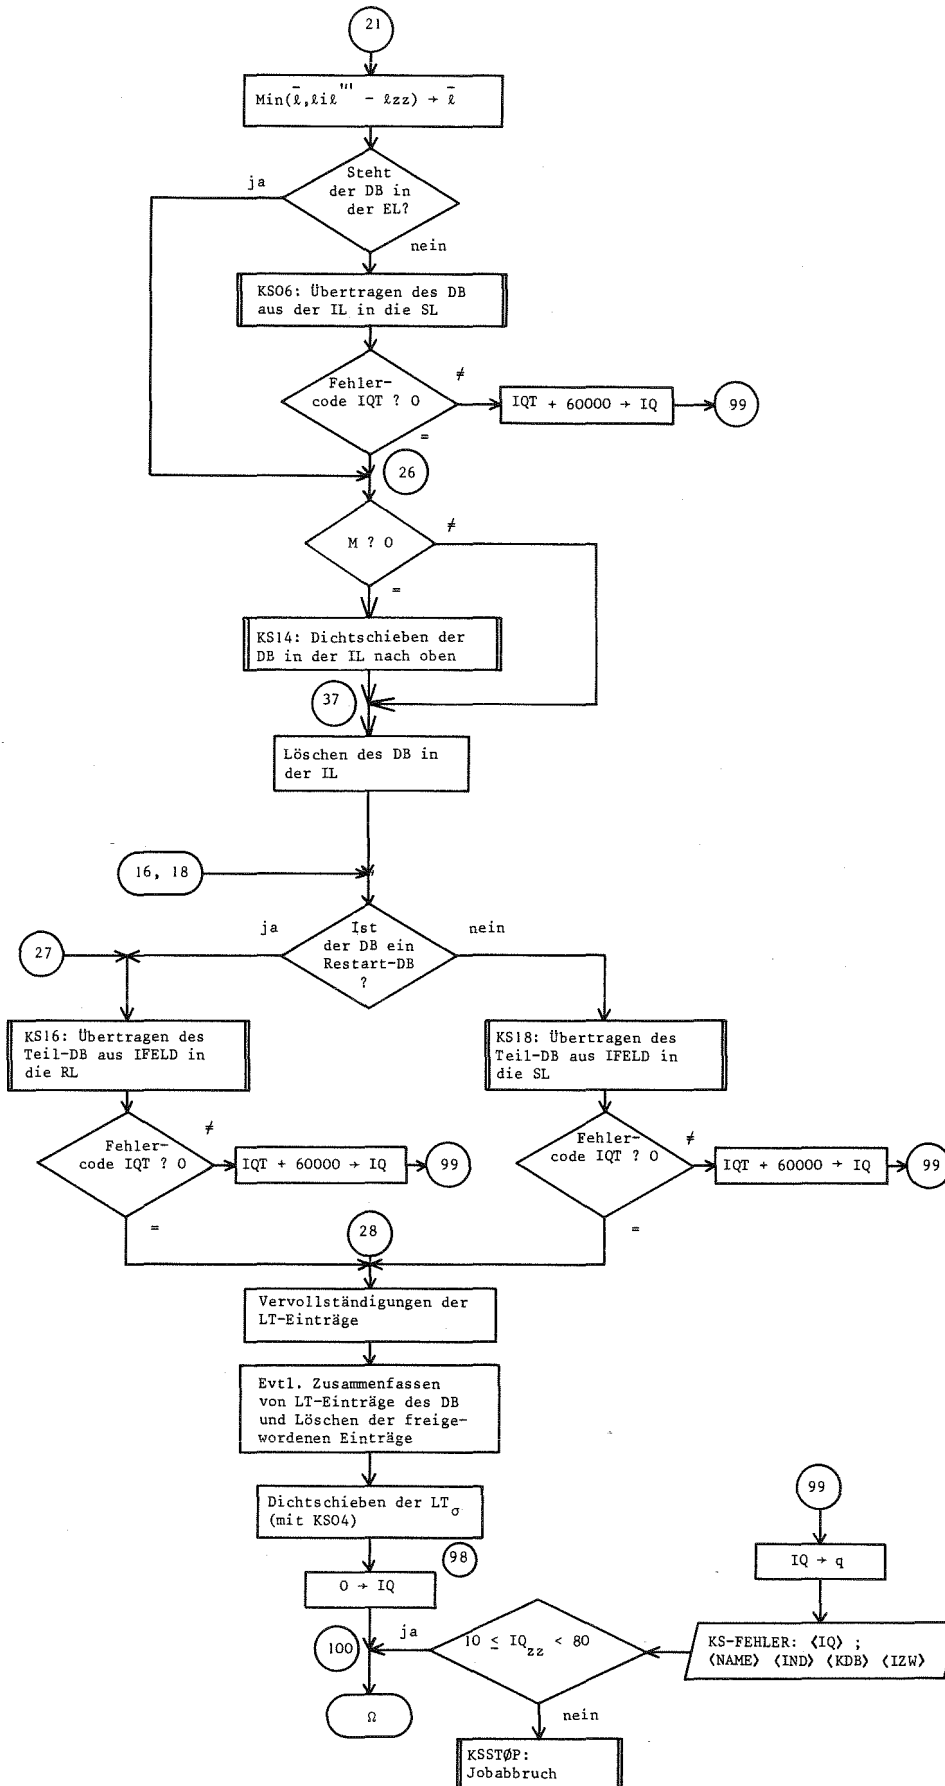 21
Min(ℓ̄,ℓiℓ'''' - ℓzz) → ℓ̄
Steht
der DB in
der EL?
ja
nein
KS06: Übertragen des DB
aus der IL in die SL
Fehler-
code IQT ? 0
≠
IQT + 60000 → IQ
99
=
26
M ? 0
≠
=
KS14: Dichtschieben der
DB in der IL nach oben
37
Löschen des DB in
der IL
16, 18
Ist
der DB ein
Restart-DB
?
ja
nein
27
KS16: Übertragen des
Teil-DB aus IFELD in
die RL
KS18: Übertragen des
Teil-DB aus IFELD in
die SL
Fehler-
code IQT ? 0
≠
IQT + 60000 → IQ
99
=
Fehler-
code IQT ? 0
≠
IQT + 60000 → IQ
99
=
28
Vervollständigungen der
LT-Einträge
Evtl. Zusammenfassen
von LT-Einträge des DB
und Löschen der freige-
wordenen Einträge
Dichtschieben der LTσ
(mit KS04)
98
0 → IQ
99
IQ → q
KS-FEHLER: ⟨IQ⟩ ;
⟨NAME⟩ ⟨IND⟩ ⟨KDB⟩ ⟨IZW⟩
10 ≤ IQzz < 80
ja
nein
100
Ω
KSSTØP:
Jobabbruch